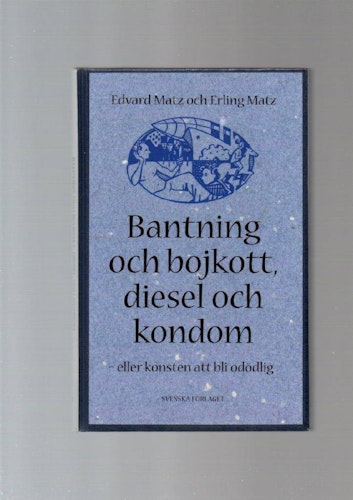 Edvard Matz och Erling Matz
Bantning
och bojkott,
diesel och
kondom
– eller konsten att bli odödlig
SVENSKA FÖRLAGET